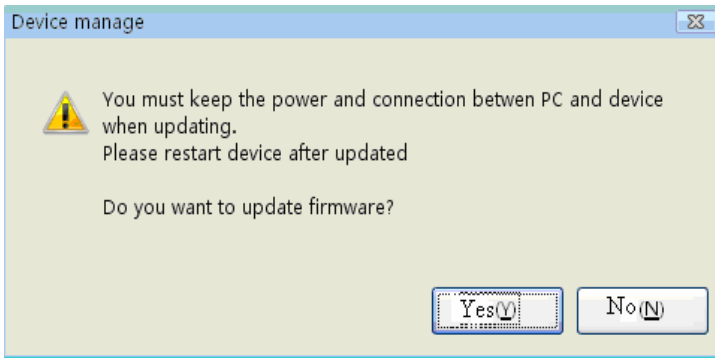 Device manage
You must keep the power and connection betwen PC and device
when updating.
Please restart device after updated
Do you want to update firmware?
Yes(Y) No(N)